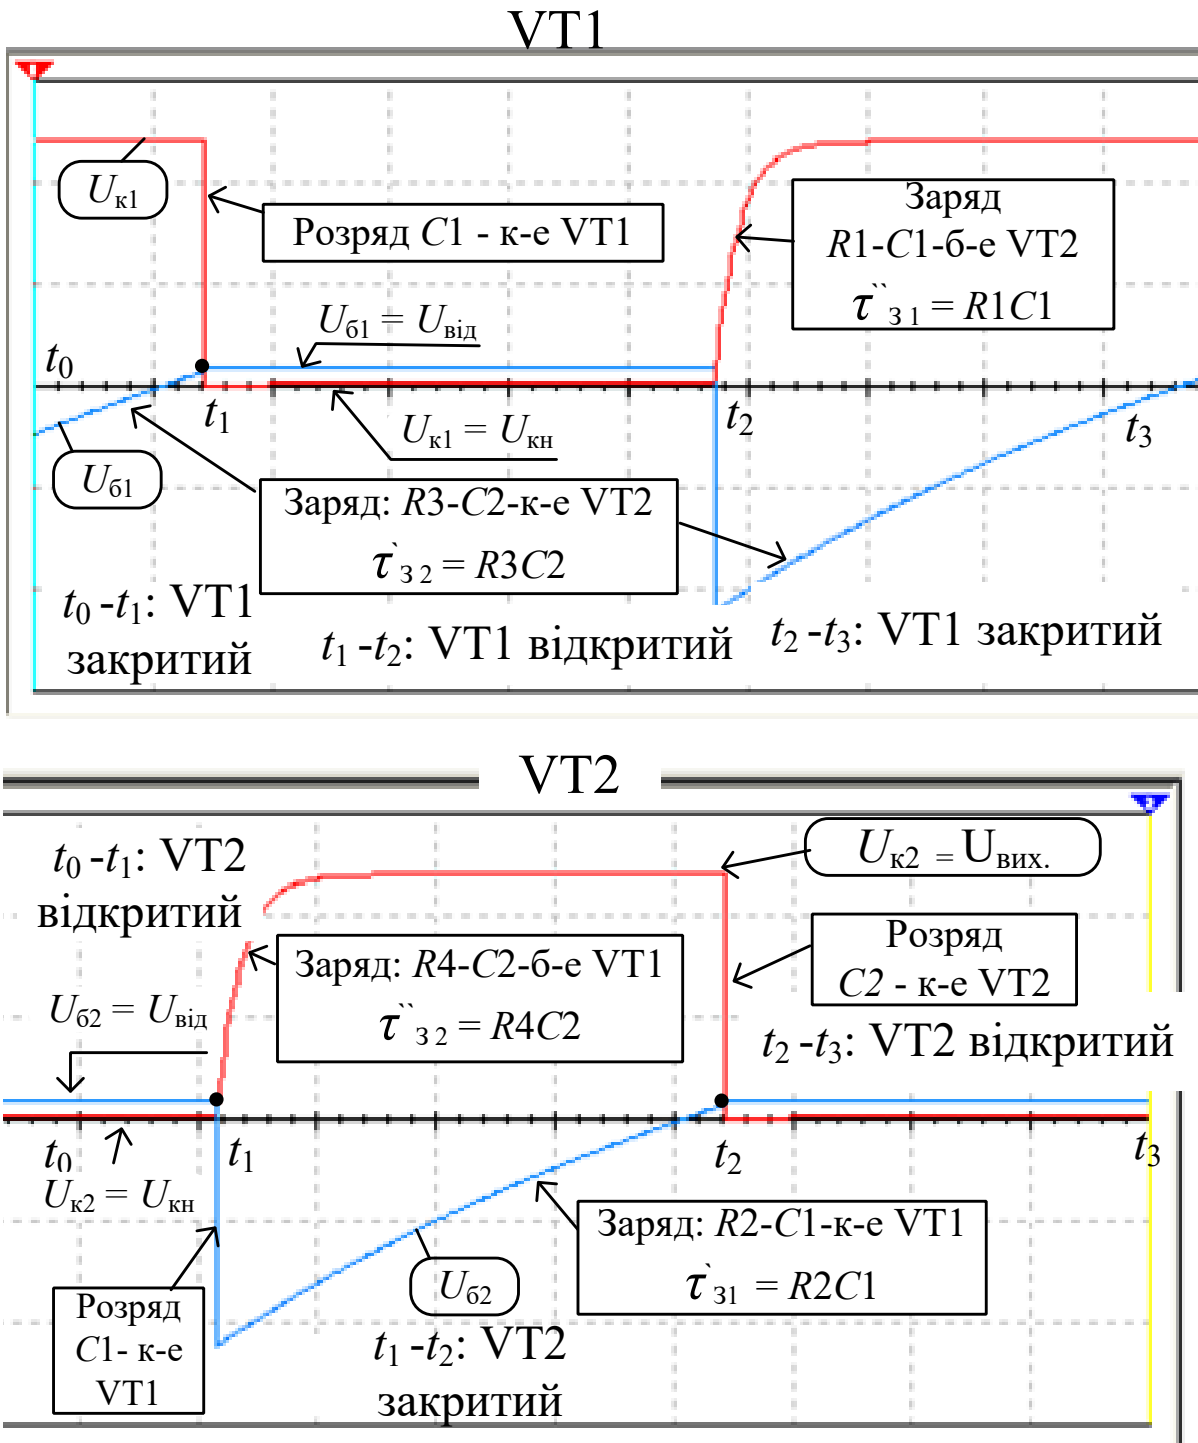 VT1
Uк1
Розряд C1 - к-е VT1
Заряд
R1-C1-б-е VT2
τ``З 1 = R1C1
Uб1 = Uвід
t0
t1
t2
t3
Uк1 = Uкн
Uб1
Заряд: R3-C2-к-е VT2
τ`З 2 = R3C2
t0 -t1: VT1
закритий
t1 -t2: VT1 відкритий
t2 -t3: VT1 закритий
VT2
t0 -t1: VT2
відкритий
Uк2 = Uвих.
Заряд: R4-C2-б-е VT1
τ``З 2 = R4C2
Розряд
C2 - к-е VT2
Uб2 = Uвід
t2 -t3: VT2 відкритий
t0
t1
t2
t3
Uк2 = Uкн
Заряд: R2-C1-к-е VT1
τ`З1 = R2C1
Uб2
Розряд
C1- к-е
VT1
t1 -t2: VT2
закритий